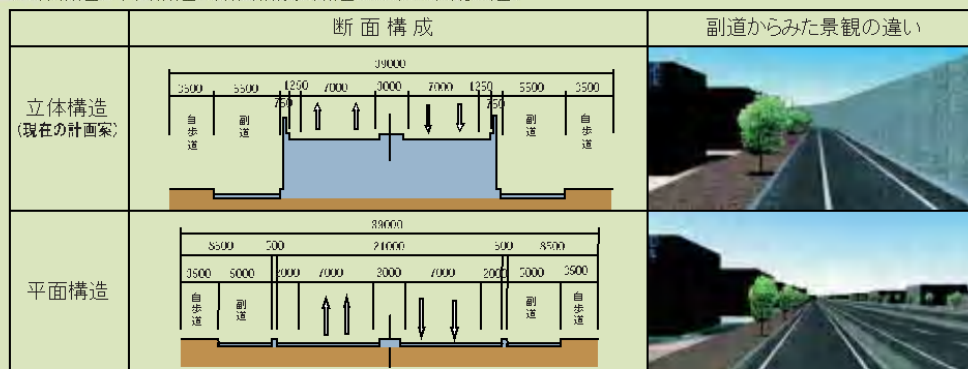 断面構成
副道からみた景観の違い
立体構造
(現在の計画案)
39000
3500 5500 1250 7000 3000 7000 1250 5500 3500
750 750
自歩道 副道 副道 自歩道
平面構造
39000
8500 500 21000 500 8500
3500 5000 2000 7000 3000 7000 2000 5000 3500
自歩道 副道 副道 自歩道